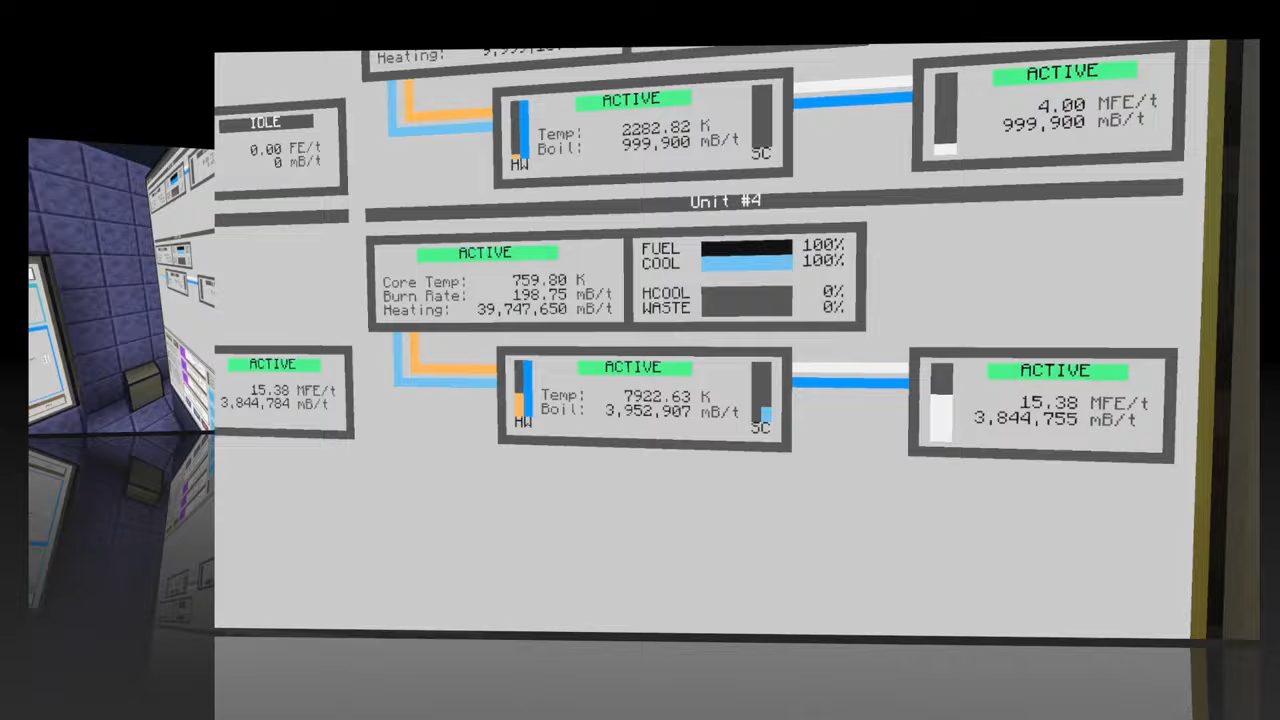 Heating:
ACTIVE
4.00 MFE/t
999,900 mB/t
ACTIVE
Temp: 2282.82 K
Boil: 999,900 mB/t
HW
SC
IDLE
0.00 FE/t
0 mB/t
Unit #4
ACTIVE
Core Temp: 759.80 K
Burn Rate: 198.75 mB/t
Heating: 39,747,650 mB/t
FUEL 100%
COOL 100%
HCOOL 0%
WASTE 0%
ACTIVE
15.38 MFE/t
3,844,784 mB/t
ACTIVE
Temp: 7922.63 K
Boil: 3,952,907 mB/t
HW
SC
ACTIVE
15.38 MFE/t
3,844,755 mB/t